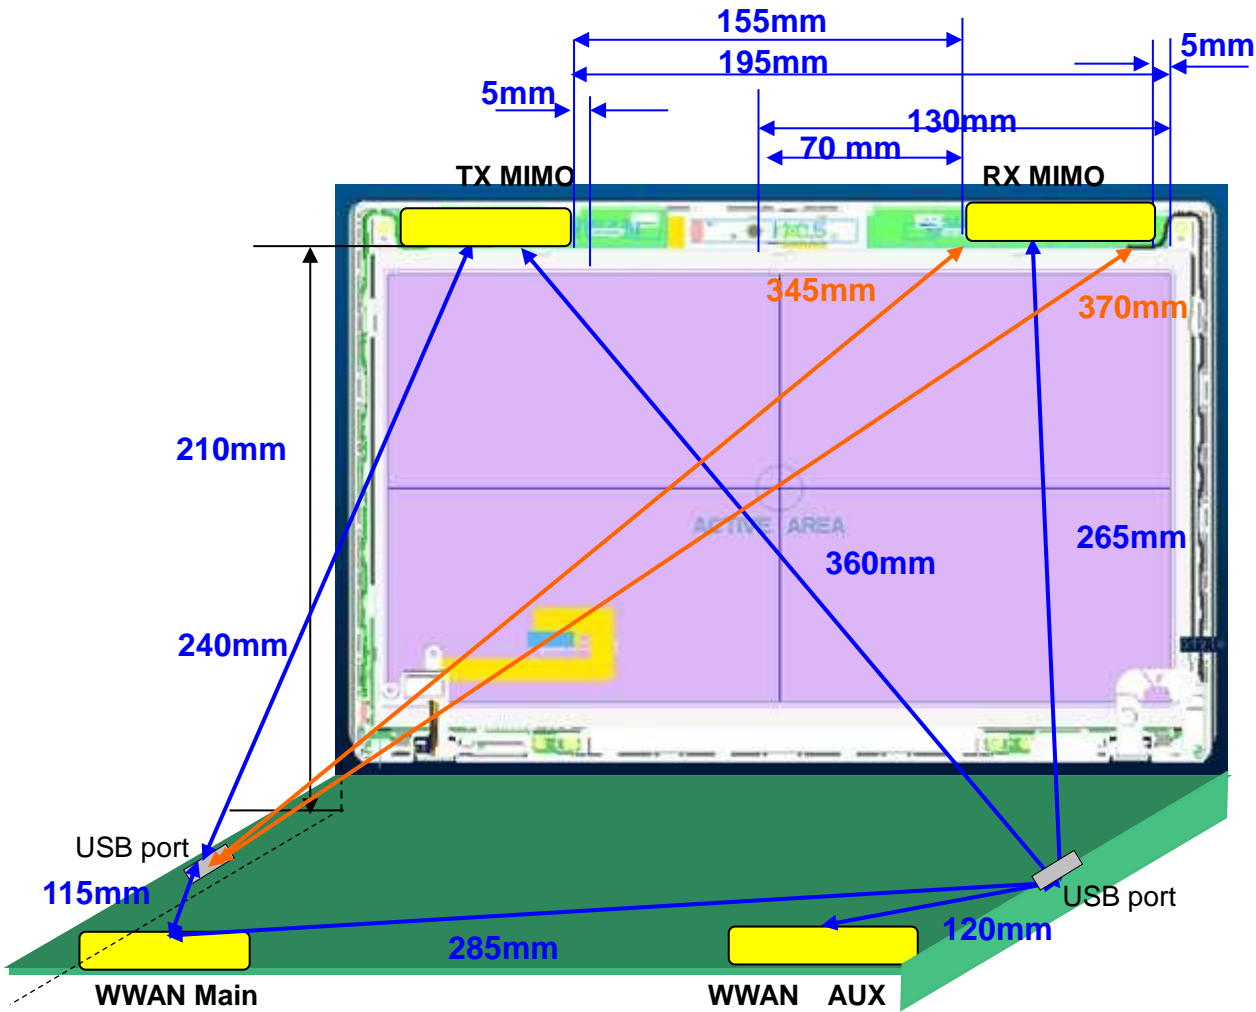 155mm
5mm
195mm
5mm
130mm
70 mm
TX MIMO
RX MIMO
345mm
370mm
210mm
ACTIVE AREA
265mm
360mm
240mm
USB port
115mm
USB port
120mm
285mm
WWAN Main
WWAN AUX